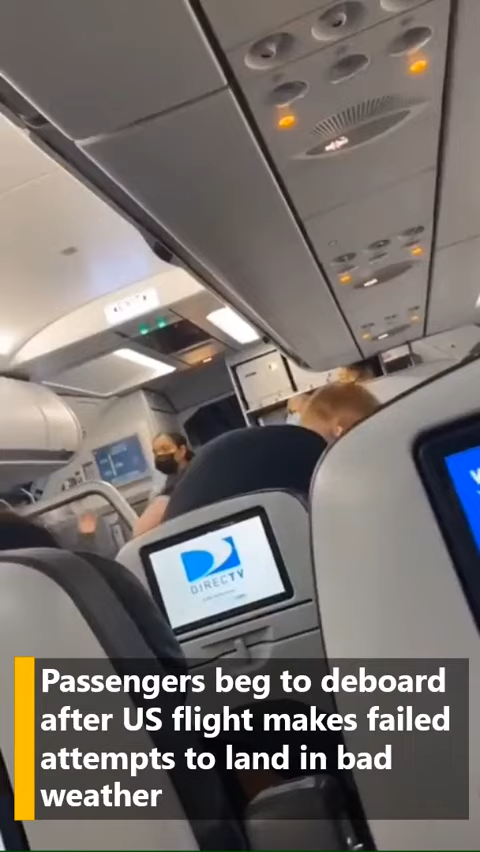 DIRECTV
Passengers beg to deboard
after US flight makes failed
attempts to land in bad
weather